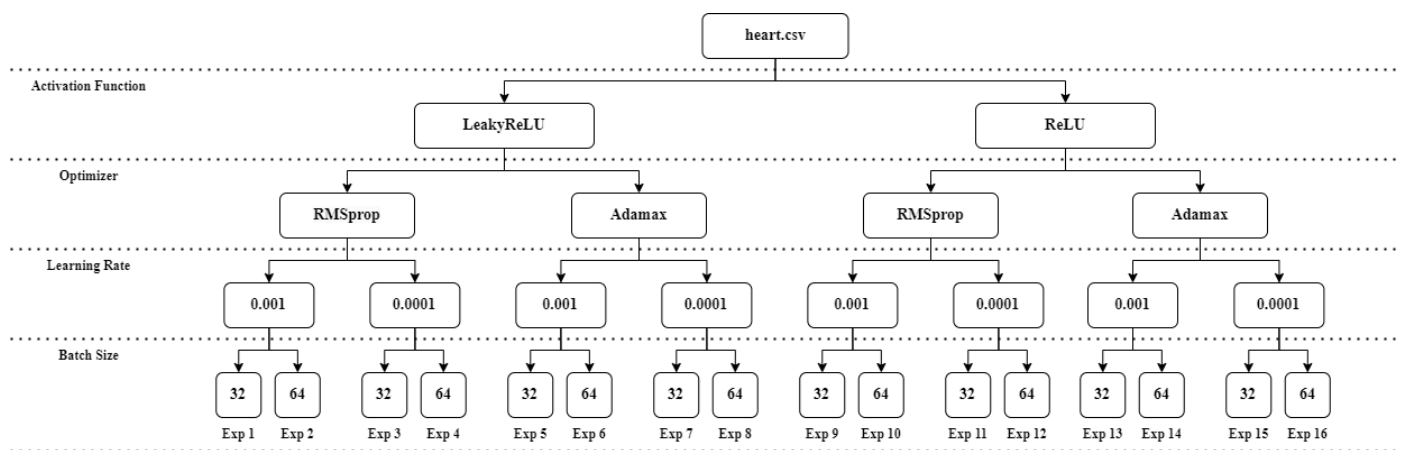 heart.csv
Activation Function
LeakyReLU ReLU
Optimizer
RMSprop Adamax RMSprop Adamax
Learning Rate
0.001 0.0001 0.001 0.0001 0.001 0.0001 0.001 0.0001
Batch Size
32 64 32 64 32 64 32 64 32 64 32 64 32 64 32 64
Exp 1 Exp 2 Exp 3 Exp 4 Exp 5 Exp 6 Exp 7 Exp 8 Exp 9 Exp 10 Exp 11 Exp 12 Exp 13 Exp 14 Exp 15 Exp 16